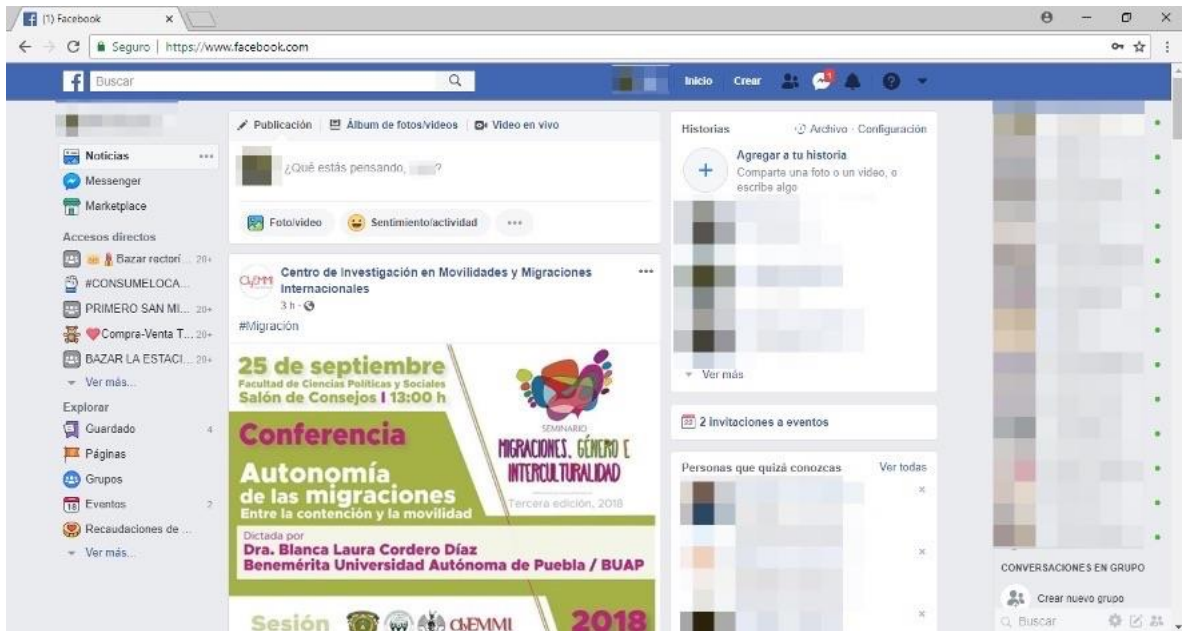 (1) Facebook
Seguro | https://www.facebook.com
Buscar
Inicio Crear
1
Noticias
Messenger
Marketplace
Accesos directos
Bazar rectorí... 20+
#CONSUMELOCA...
PRIMERO SAN MI... 20+
Compra-Venta T... 20+
BAZAR LA ESTACI... 20+
Ver más...
Explorar
Guardado 4
Páginas
Grupos
Eventos 2
Recaudaciones de ...
Ver más...
Publicación Álbum de fotos/videos Video en vivo
¿Qué estás pensando, ?
Foto/video Sentimiento/actividad
Centro de Investigación en Movilidades y Migraciones
Internacionales
3 h ·
#Migración
25 de septiembre
Facultad de Ciencias Políticas y Sociales
Salón de Consejos I 13:00 h
Conferencia
Autonomía
de las migraciones
Entre la contención y la movilidad
Dictada por
Dra. Blanca Laura Cordero Díaz
Benemérita Universidad Autónoma de Puebla / BUAP
SEMINARIO
MIGRACIONES, GÉNERO E
INTERCULTURALIDAD
Tercera edición, 2018
Sesión
2018
Historias Archivo · Configuración
Agregar a tu historia
Comparte una foto o un video, o
escribe algo
Ver más
2 invitaciones a eventos
Personas que quizá conozcas Ver todas
CONVERSACIONES EN GRUPO
Crear nuevo grupo
Buscar